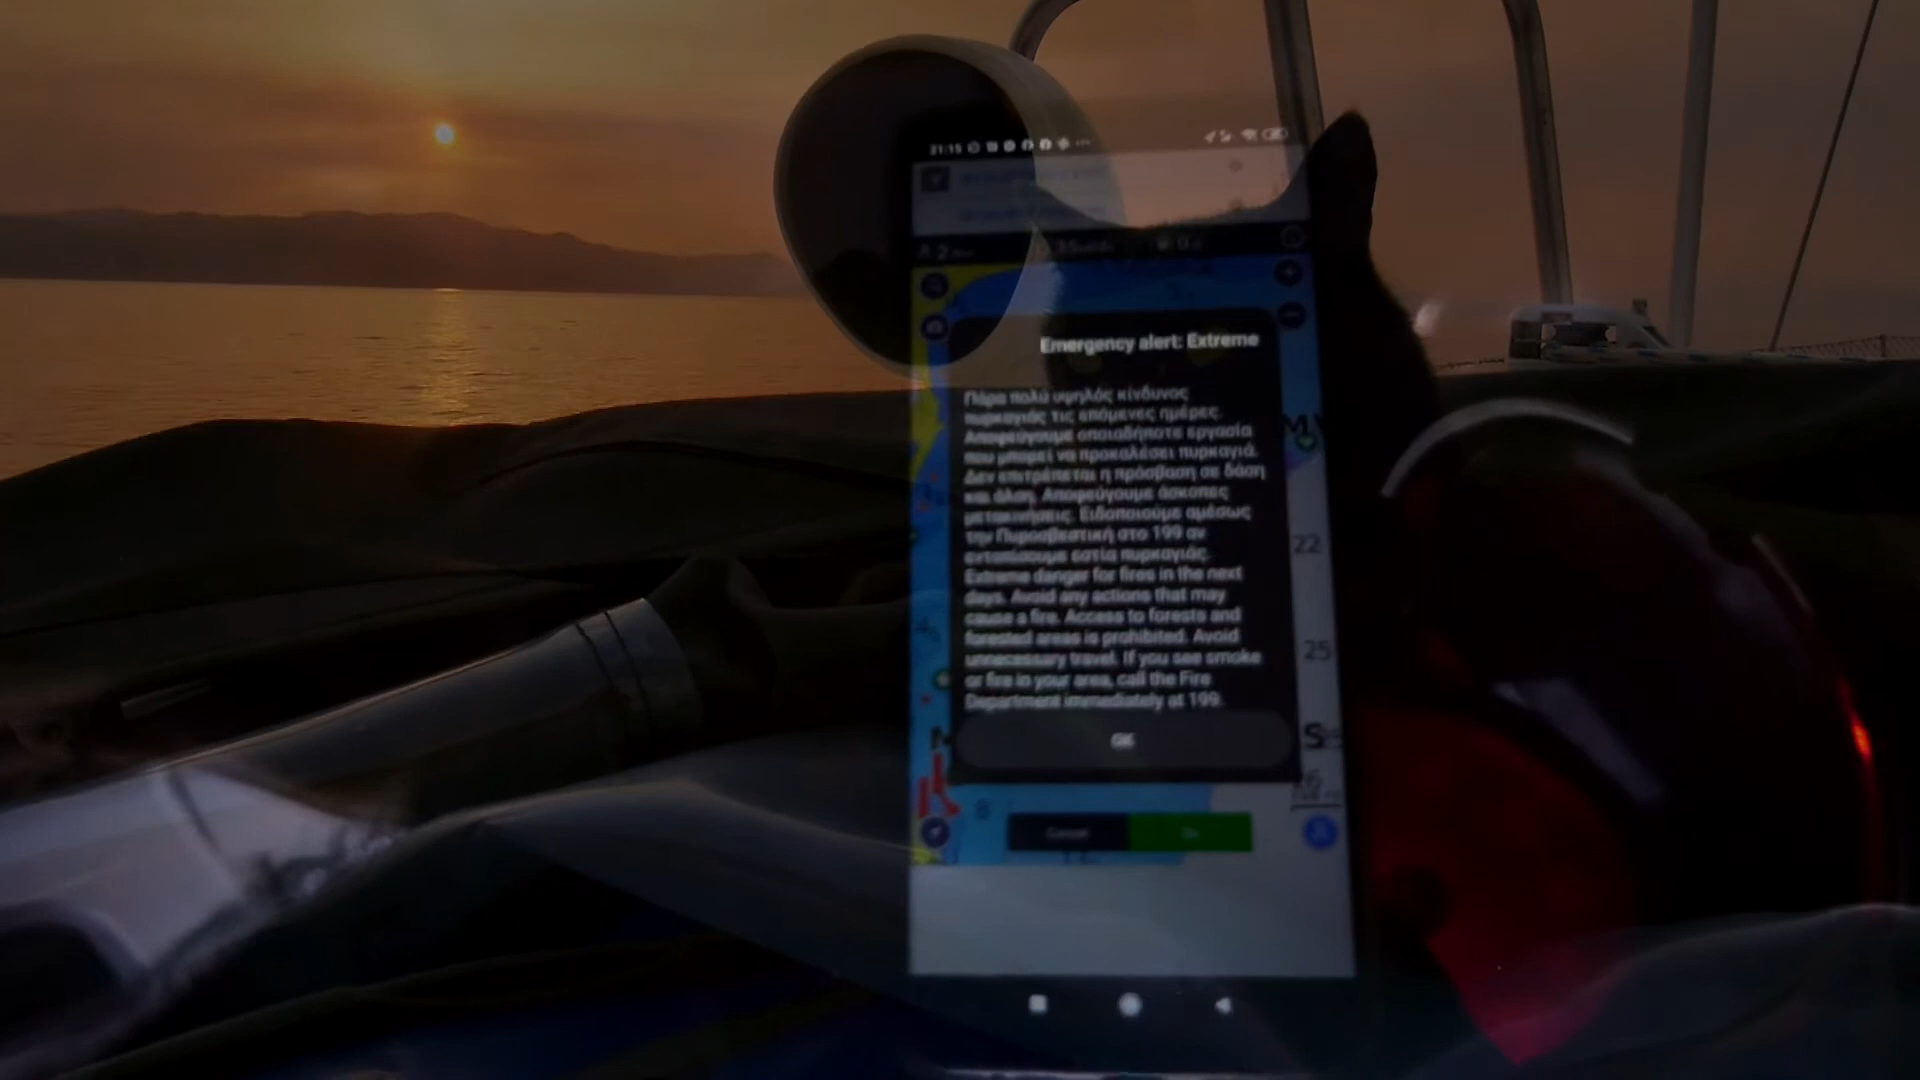 21:15
Emergency alert: Extreme
Πάρα πολύ υψηλός κίνδυνος
πυρκαγιάς τις επόμενες ημέρες.
Αποφεύγουμε οποιαδήποτε εργασία
που μπορεί να προκαλέσει πυρκαγιά.
Δεν επιτρέπεται η πρόσβαση σε δάση
και άλση. Αποφεύγουμε άσκοπες
μετακινήσεις. Ειδοποιούμε αμέσως
την Πυροσβεστική στο 199 αν
εντοπίσουμε εστία πυρκαγιάς.
Extreme danger for fires in the next
days. Avoid any actions that may
cause a fire. Access to forests and
forested areas is prohibited. Avoid
unnecessary travel. If you see smoke
or fire in your area, call the Fire
Department immediately at 199.
OK
22
25
8
Cancel